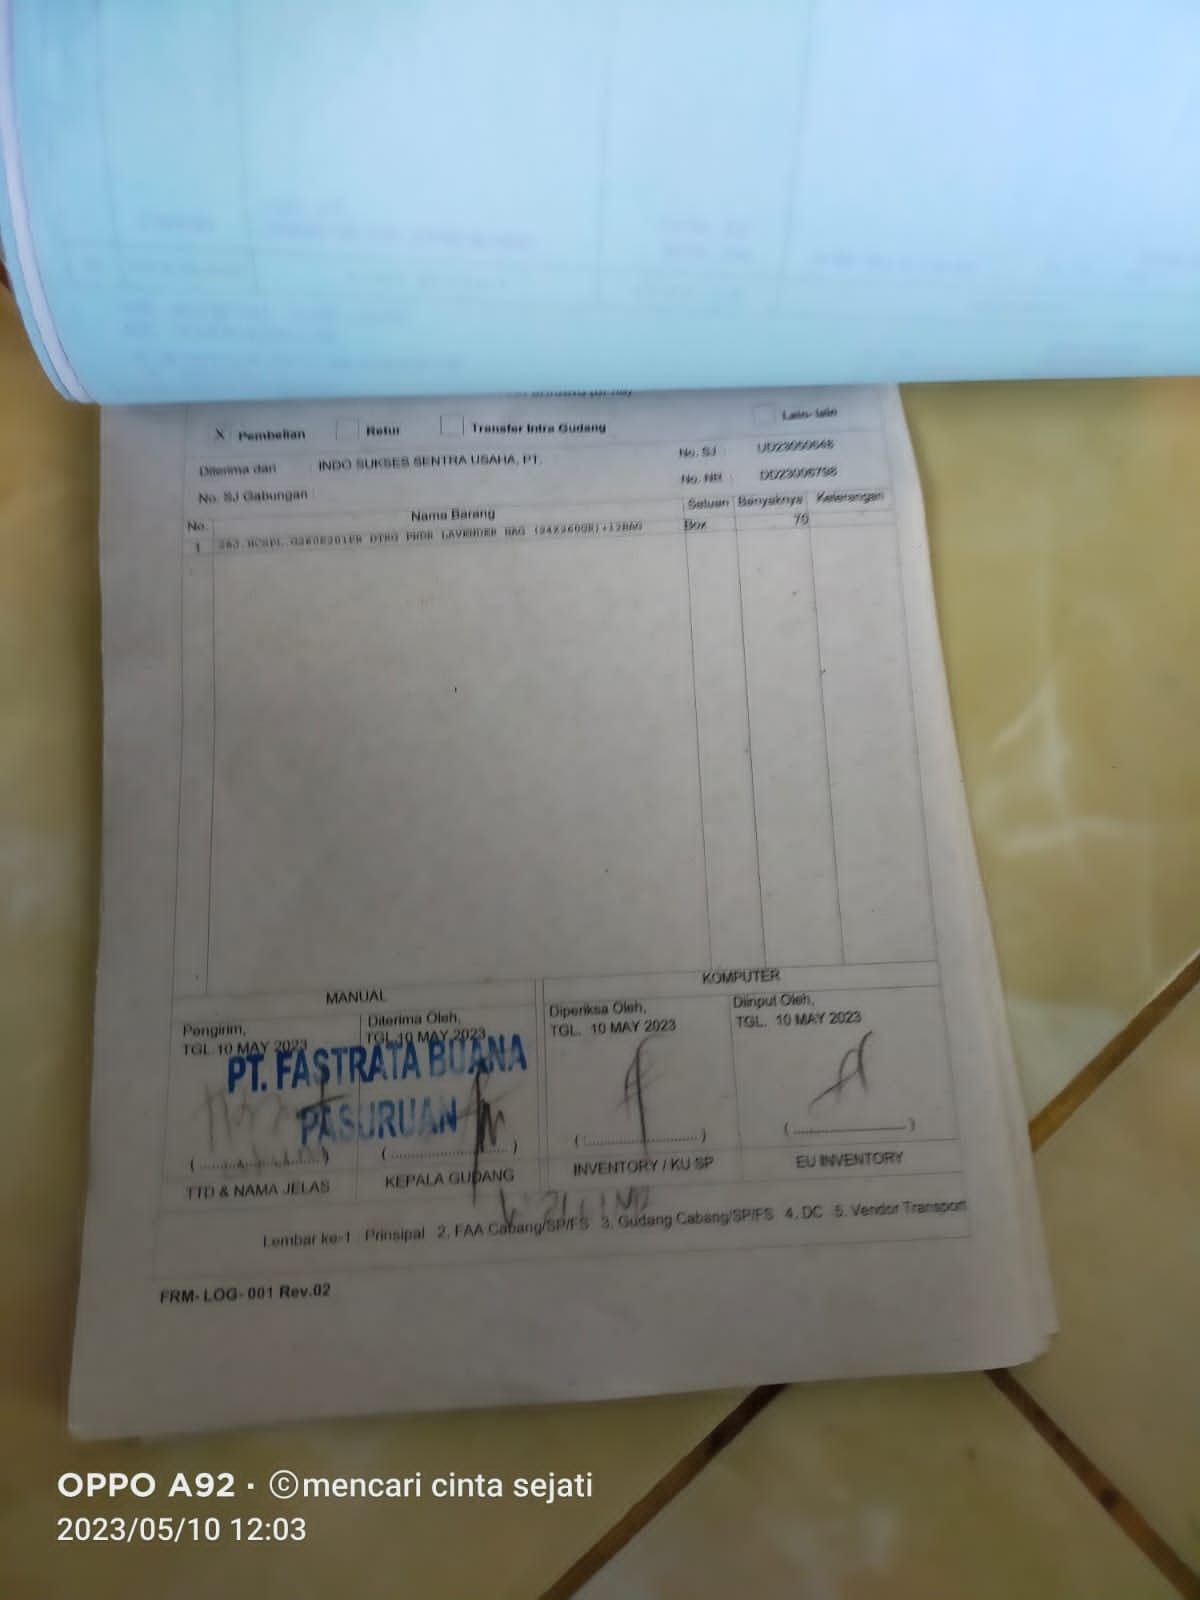 X Pembelian Retur Transfer Intra Gudang Lain-lain
Diterima dari : INDO SUKSES SENTRA USAHA, PT. No. SJ : UD23050648
No. SJ Gabungan : No. NB : DD23006798
No. Nama Barang Satuan Banyaknya Keterangan
1 LAVENDER BAG Box 70
MANUAL KOMPUTER
Pengirim, Diterima Oleh, Diperiksa Oleh, Diinput Oleh,
TGL. 10 MAY 2023 TGL. 10 MAY 2023 TGL. 10 MAY 2023 TGL. 10 MAY 2023
PT. FASTRATA BUANA
PASURUAN
TTD & NAMA JELAS KEPALA GUDANG INVENTORY / KU SP EU INVENTORY
Lembar ke-1 Prinsipal 2. FAA Cabang/SP/FS 3. Gudang Cabang/SP/FS 4. DC 5. Vendor Transport
FRM-LOG-001 Rev.02
OPPO A92 · ©mencari cinta sejati
2023/05/10 12:03